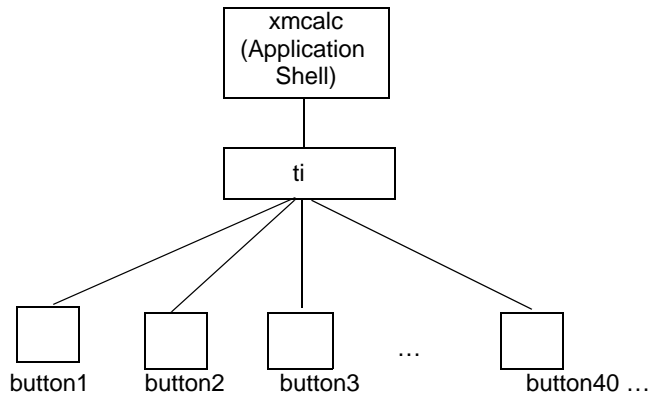 xmcalc
(Application
Shell)
ti
…
button1 button2 button3 button40 …